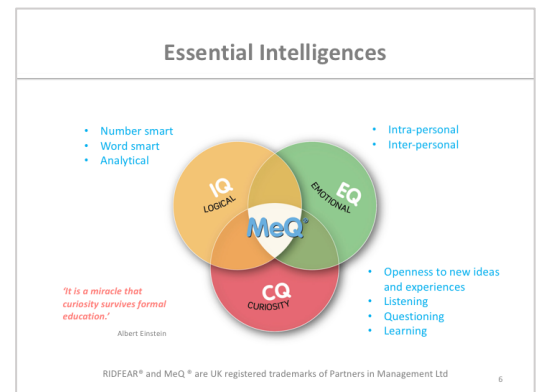 Essential Intelligences
• Number smart
• Word smart
• Analytical
• Intra-personal
• Inter-personal
IQ
LOGICAL
EQ
EMOTIONAL
MeQ®
CQ
CURIOSITY
• Openness to new ideas
and experiences
• Listening
• Questioning
• Learning
'It is a miracle that
curiosity survives formal
education.'
Albert Einstein
RIDFEAR® and MeQ ® are UK registered trademarks of Partners in Management Ltd
6